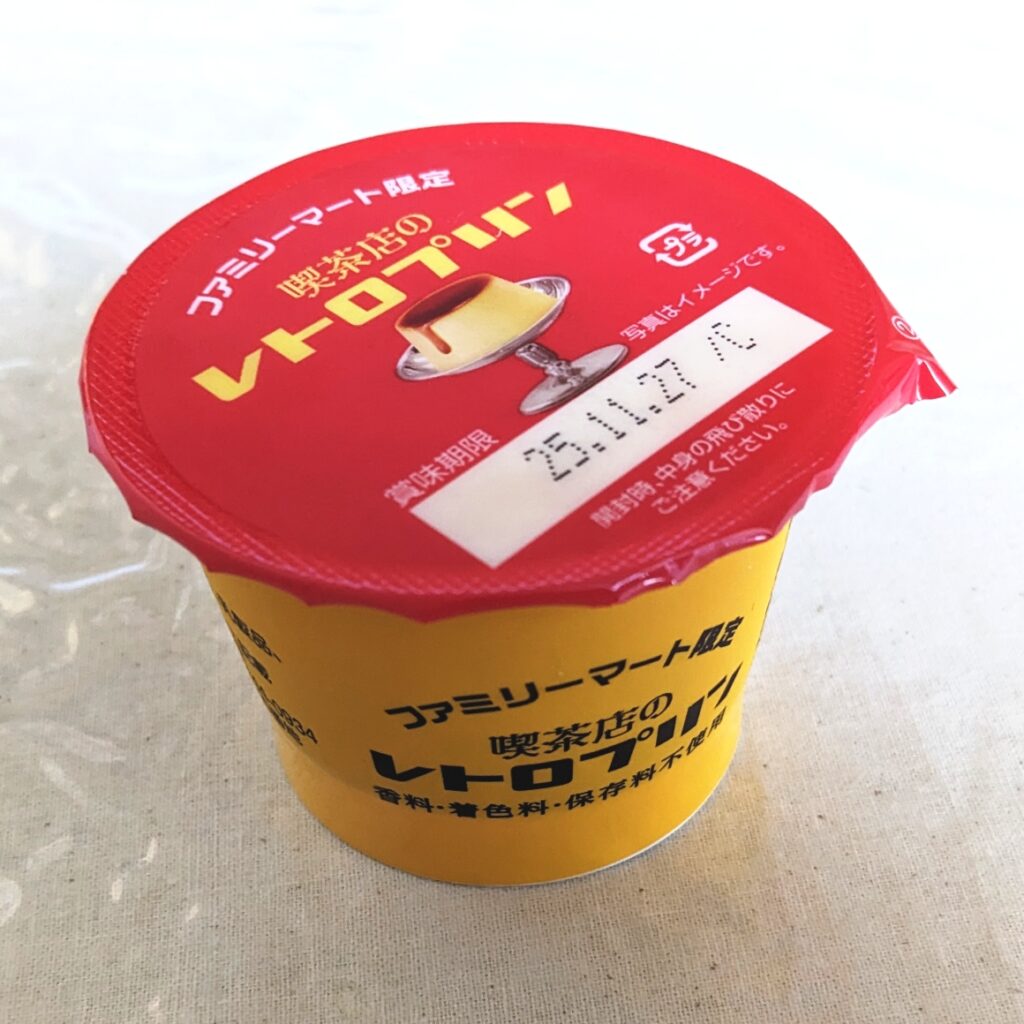 ファミリーマート限定
喫茶店の
レトロプリン
プラ
写真はイメージです。
賞味期限
25.11.27 /C
開封時、中身の飛び散りに
ご注意ください。
ファミリーマート限定
喫茶店の
レトロプリン
香料・着色料・保存料不使用
0934